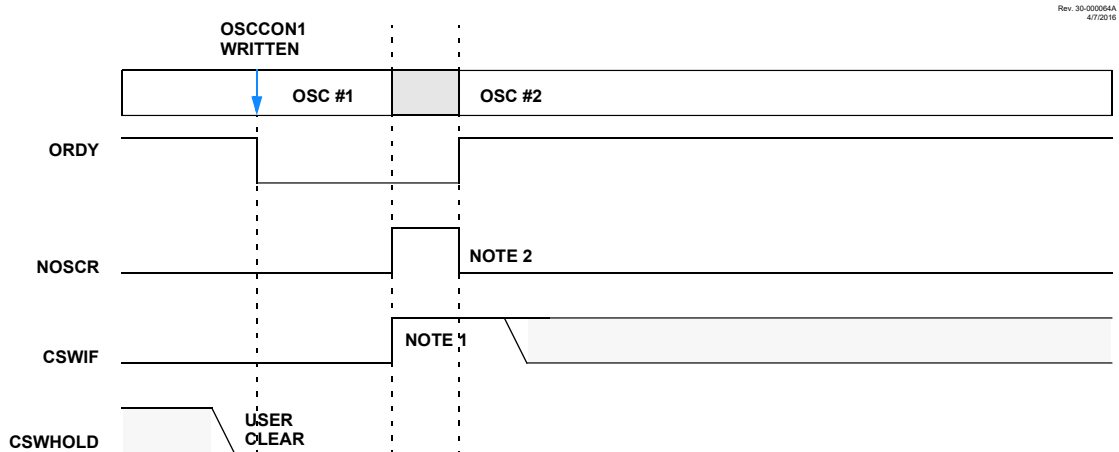 Rev. 30-000064A
4/7/2016
OSCCON1
WRITTEN
OSC #1
OSC #2
ORDY
NOSCR
NOTE 2
CSWIF
NOTE 1
CSWHOLD
USER
CLEAR